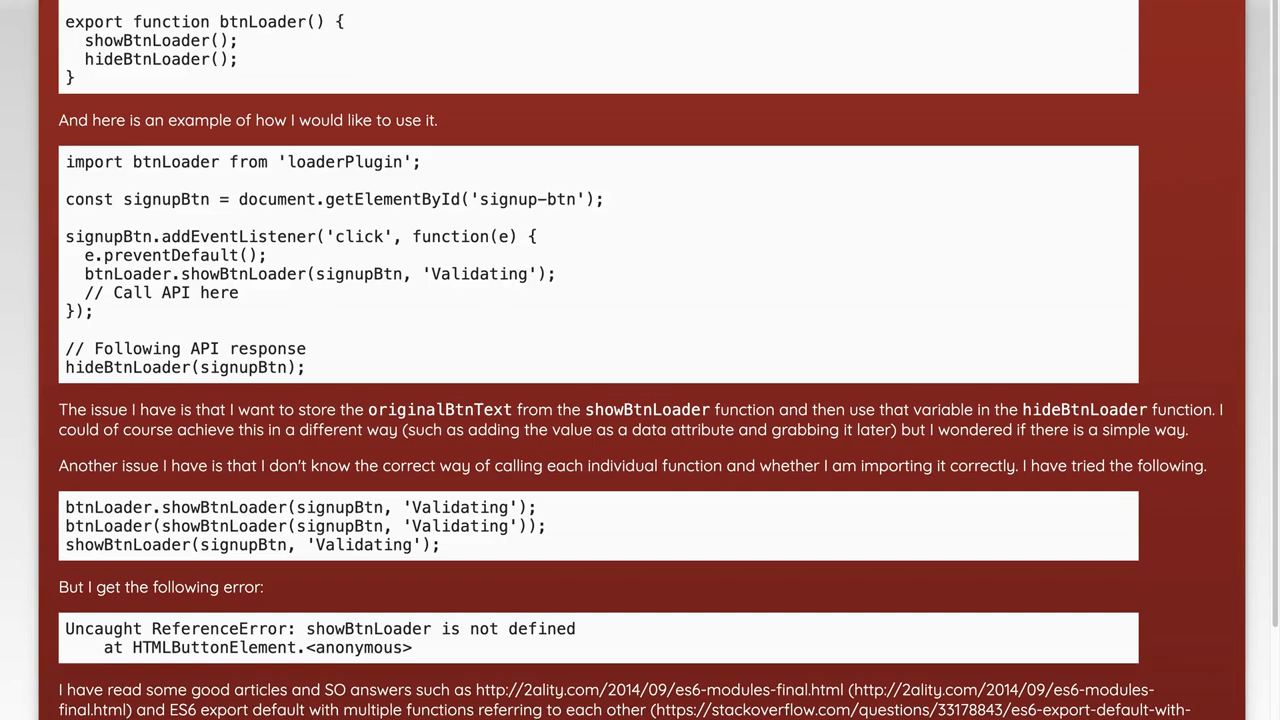 export function btnLoader() {
  showBtnLoader();
  hideBtnLoader();
}
And here is an example of how I would like to use it.
import btnLoader from 'loaderPlugin';
const signupBtn = document.getElementById('signup-btn');
signupBtn.addEventListener('click', function(e) {
  e.preventDefault();
  btnLoader.showBtnLoader(signupBtn, 'Validating');
  // Call API here
});
// Following API response
hideBtnLoader(signupBtn);
The issue I have is that I want to store the originalBtnText from the showBtnLoader function and then use that variable in the hideBtnLoader function. I
could of course achieve this in a different way (such as adding the value as a data attribute and grabbing it later) but I wondered if there is a simple way.
Another issue I have is that I don't know the correct way of calling each individual function and whether I am importing it correctly. I have tried the following.
btnLoader.showBtnLoader(signupBtn, 'Validating');
btnLoader(showBtnLoader(signupBtn, 'Validating'));
showBtnLoader(signupBtn, 'Validating');
But I get the following error:
Uncaught ReferenceError: showBtnLoader is not defined
    at HTMLButtonElement.<anonymous>
I have read some good articles and SO answers such as http://2ality.com/2014/09/es6-modules-final.html (http://2ality.com/2014/09/es6-modules-
final.html) and ES6 export default with multiple functions referring to each other (https://stackoverflow.com/questions/33178843/es6-export-default-with-